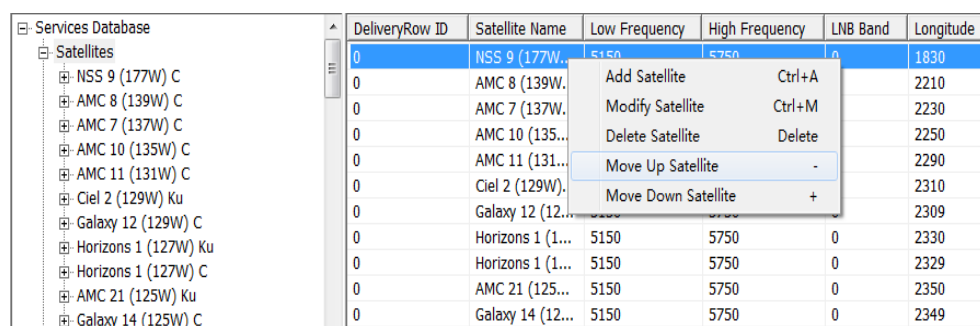 Services Database
Satellites
NSS 9 (177W) C
AMC 8 (139W) C
AMC 7 (137W) C
AMC 10 (135W) C
AMC 11 (131W) C
Ciel 2 (129W) Ku
Galaxy 12 (129W) C
Horizons 1 (127W) Ku
Horizons 1 (127W) C
AMC 21 (125W) Ku
Galaxy 14 (125W) C
DeliveryRow ID Satellite Name Low Frequency High Frequency LNB Band Longitude
0 NSS 9 (177W... 5150 5750 0 1830
0 AMC 8 (139W. 2210
0 AMC 7 (137W. 2230
0 AMC 10 (135... 2250
0 AMC 11 (131... 2290
0 Ciel 2 (129W). 2310
0 Galaxy 12 (12... 5150 5750 0 2309
0 Horizons 1 (1... 5150 5750 0 2330
0 Horizons 1 (1... 5150 5750 0 2329
0 AMC 21 (125... 5150 5750 0 2350
0 Galaxy 14 (12... 5150 5750 0 2349
Add Satellite Ctrl+A
Modify Satellite Ctrl+M
Delete Satellite Delete
Move Up Satellite -
Move Down Satellite +